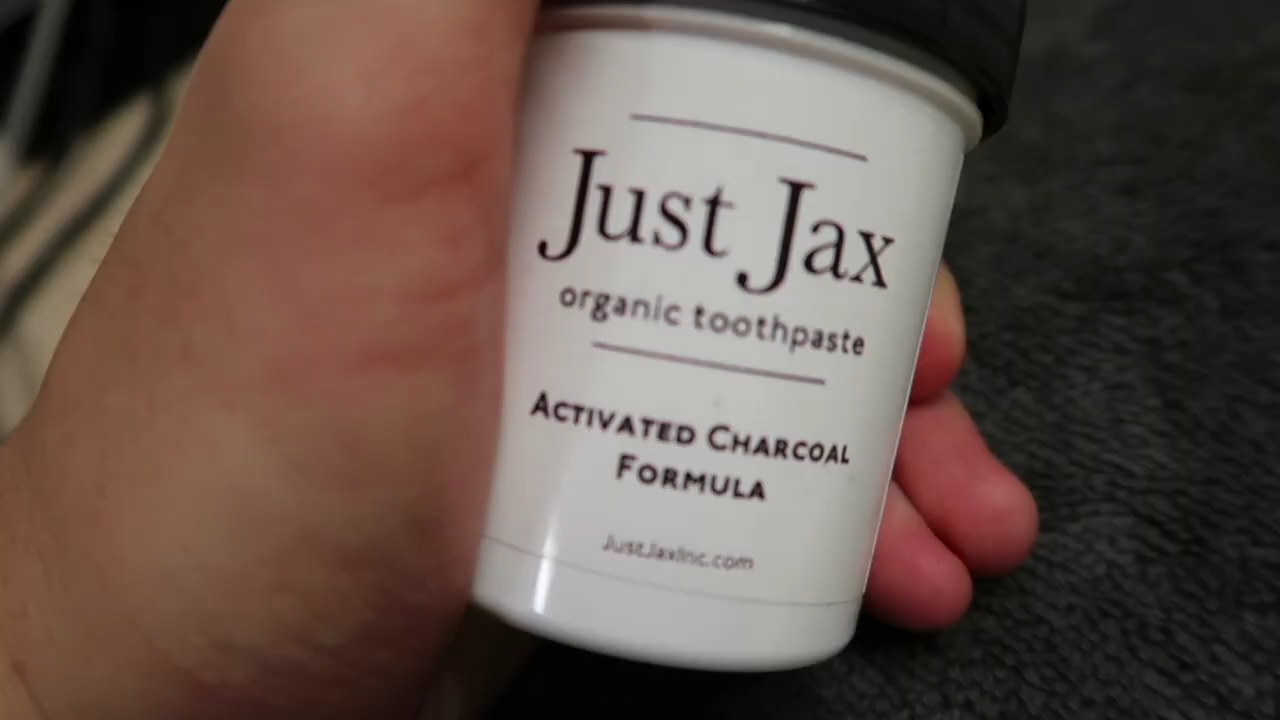 Just Jax
organic toothpaste
Activated Charcoal
Formula
JustJaxInc.com